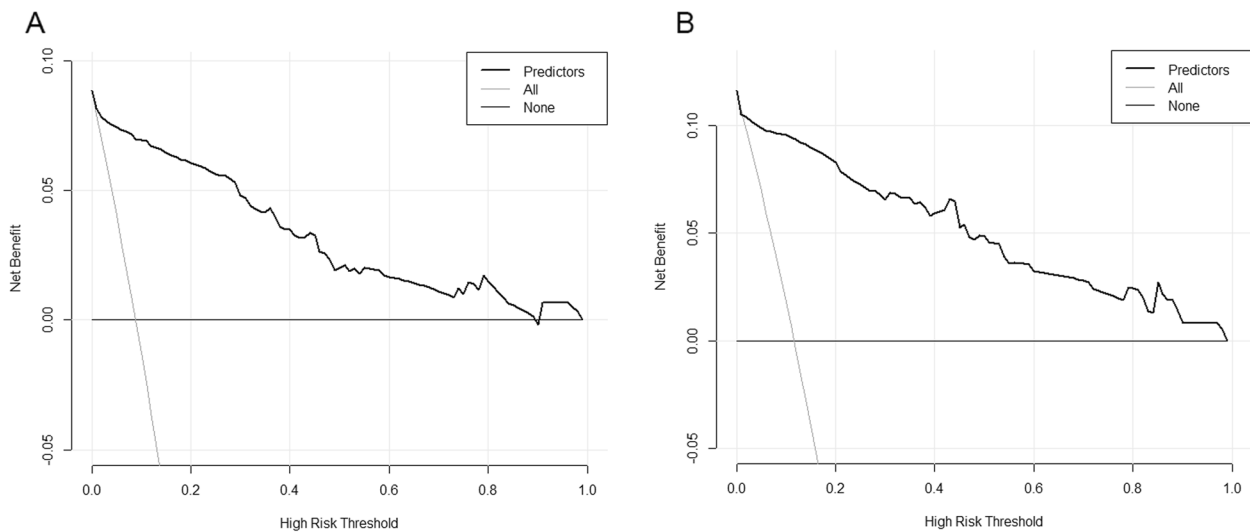 A
Net Benefit
0.10
0.05
0.00
-0.05
Predictors
All
None
0.0 0.2 0.4 0.6 0.8 1.0
High Risk Threshold
B
Net Benefit
0.10
0.05
0.00
-0.05
Predictors
All
None
0.0 0.2 0.4 0.6 0.8 1.0
High Risk Threshold